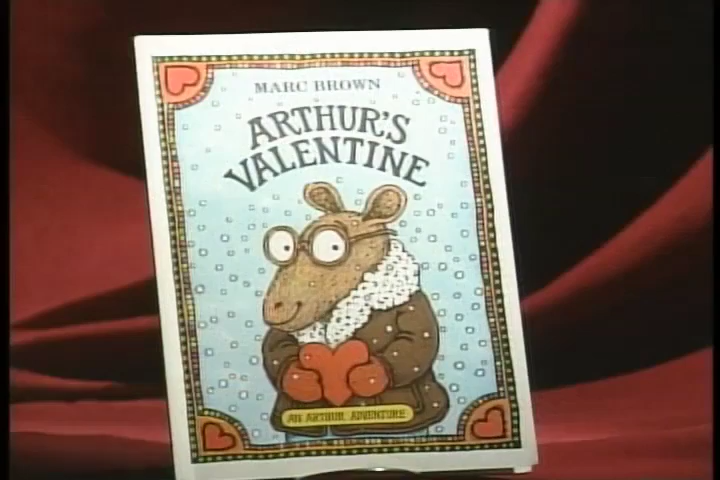 MARC BROWN
ARTHUR'S
VALENTINE
AN ARTHUR ADVENTURE